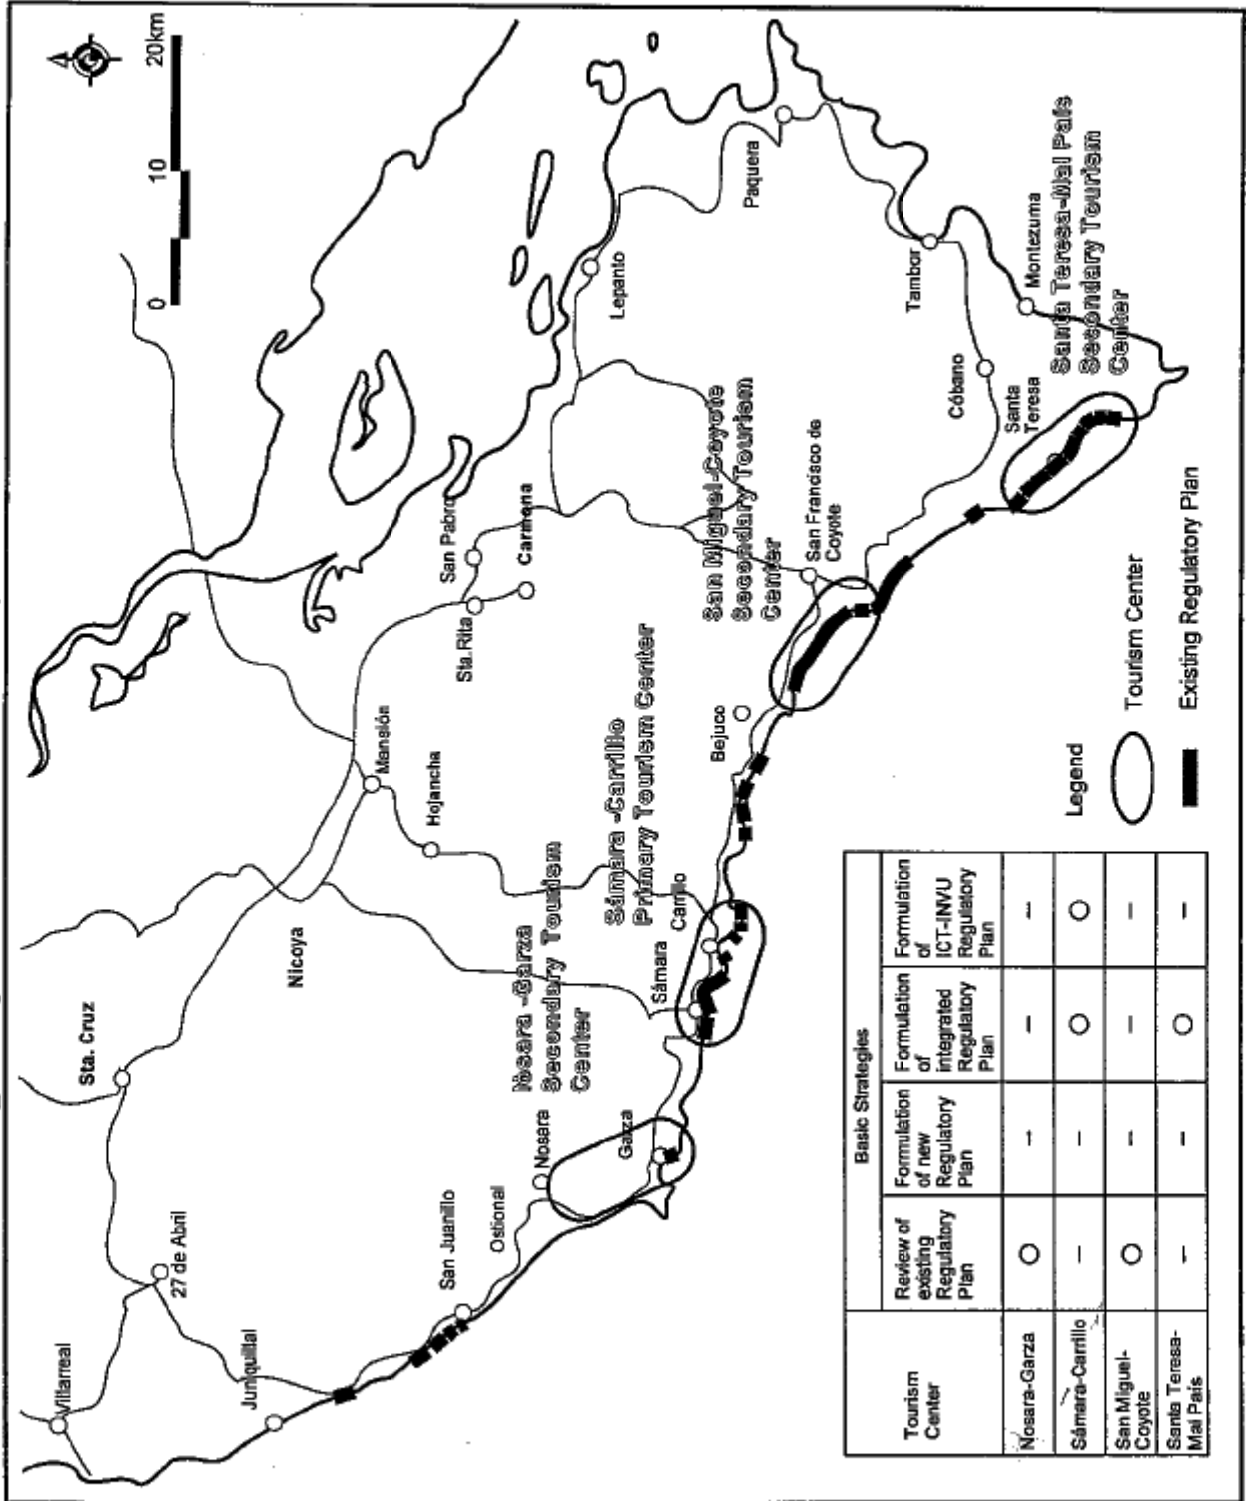 0 10 20km
Villarreal
27 de Abril
Sta. Cruz
Junquillal
San Juanillo
Ostional
Nosara
Garza
Nosara -Garza
Secondary Tourism
Center
Nicoya
Mansión
Hojancha
Sámara
Carrillo
Sámara -Carrillo
Primary Tourism Center
Sta.Rita
San Pabro
Carmona
Bejuco
San Miguel-Coyote
Secondary Tourism
Center
San Francisco de
Coyote
Lepanto
Paquera
Tambor
Cóbano
Montezuma
Santa
Teresa
Santa Teresa-Mal País
Secondary Tourism
Center
Legend
Tourism Center
Existing Regulatory Plan
Tourism
Center
Basic Strategies
Review of
existing
Regulatory
Plan
Formulation
of new
Regulatory
Plan
Formulation
of
integrated
Regulatory
Plan
Formulation
of
ICT-INVU
Regulatory
Plan
Nosara-Garza ○ – – –
Sámara-Carrillo – – ○ ○
San Miguel-
Coyote ○ – – –
Santa Teresa-
Mal País – – ○ –